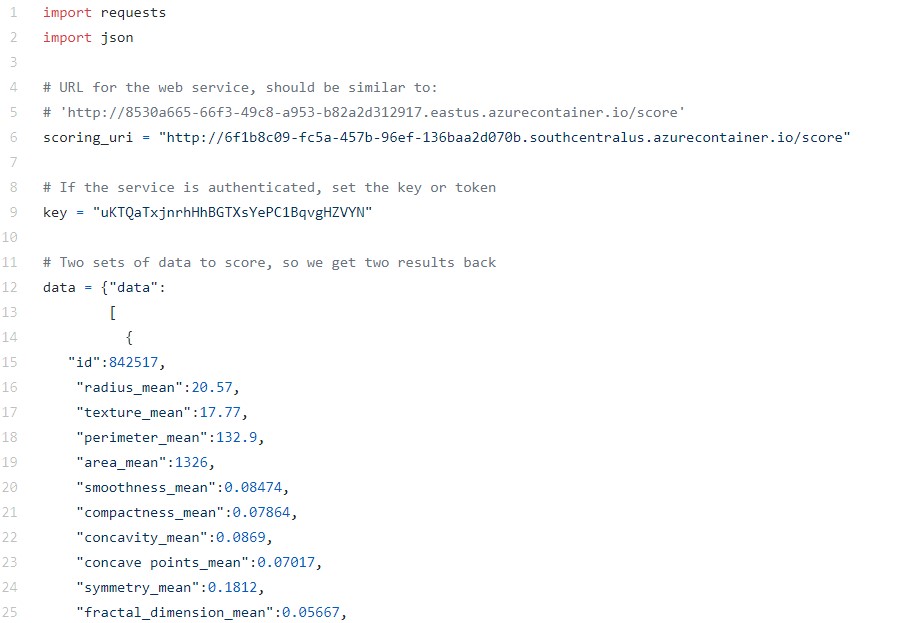 1 import requests
2 import json
3
4 # URL for the web service, should be similar to:
5 # 'http://8530a665-66f3-49c8-a953-b82a2d312917.eastus.azurecontainer.io/score'
6 scoring_uri = "http://6f1b8c09-fc5a-457b-96ef-136baa2d070b.southcentralus.azurecontainer.io/score"
7
8 # If the service is authenticated, set the key or token
9 key = "uKTQaTxjnrhHhBGTXsYePC1BqvgHZVYN"
10
11 # Two sets of data to score, so we get two results back
12 data = {"data":
13 [
14 {
15 "id":842517,
16 "radius_mean":20.57,
17 "texture_mean":17.77,
18 "perimeter_mean":132.9,
19 "area_mean":1326,
20 "smoothness_mean":0.08474,
21 "compactness_mean":0.07864,
22 "concavity_mean":0.0869,
23 "concave points_mean":0.07017,
24 "symmetry_mean":0.1812,
25 "fractal_dimension_mean":0.05667,